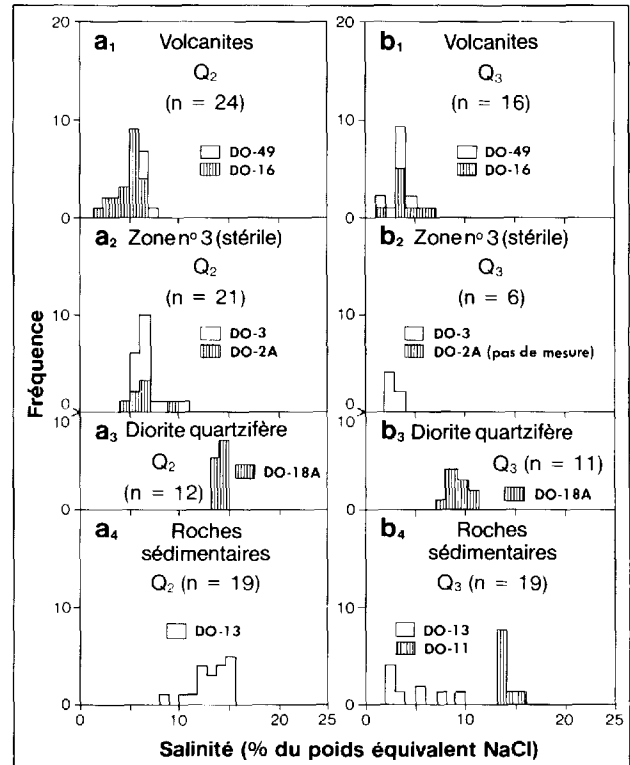 Fréquence
20
10
0
a₁ Volcanites
Q₂
(n = 24)
DO-49
DO-16
b₁ Volcanites
Q₃
(n = 16)
DO-49
DO-16
10
0
a₂ Zone nº 3 (stérile)
Q₂
(n = 21)
DO-3
DO-2A
b₂ Zone nº 3 (stérile)
Q₃
(n = 6)
DO-3
DO-2A (pas de mesure)
10
0
a₃ Diorite quartzifère
Q₂
(n = 12)
DO-18A
b₃ Diorite quartzifère
Q₃ (n = 11)
DO-18A
20
10
0
10
0
10
0
10
0
a₄ Roches
sédimentaires
Q₂ (n = 19)
DO-13
b₄ Roches
sédimentaires
Q₃ (n = 19)
DO-13
DO-11
10
0
0 10 20 25
0 10 20 25
Salinité (% du poids équivalent NaCl)